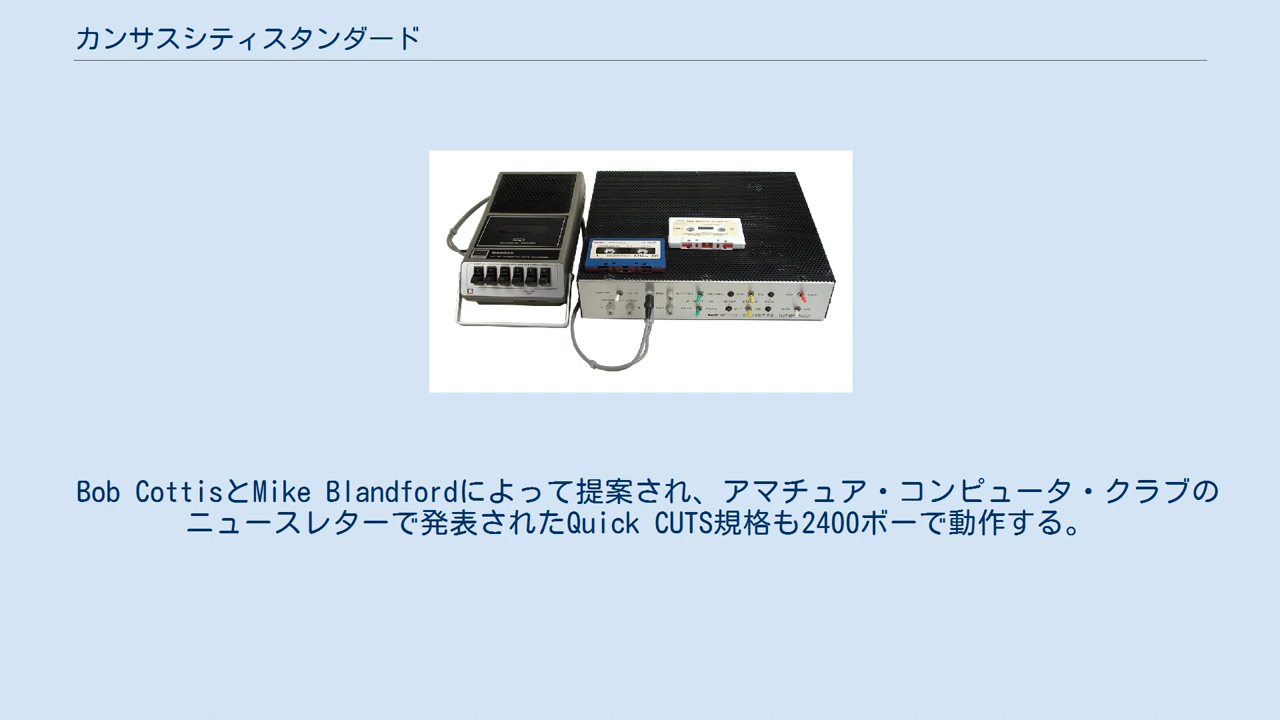 カンサスシティスタンダード
Bob CottisとMike Blandfordによって提案され、アマチュア・コンピュータ・クラブの
ニュースレターで発表されたQuick CUTS規格も2400ボーで動作する。